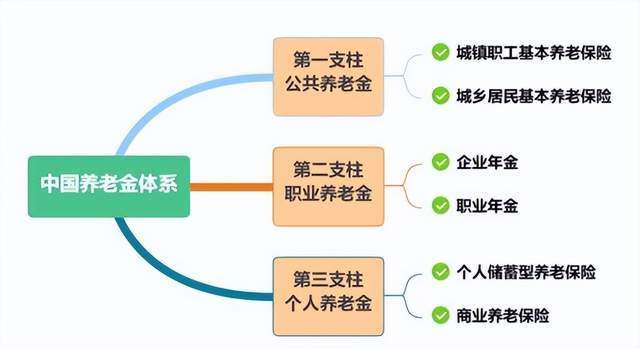 中国养老金体系
第一支柱
公共养老金
城镇职工基本养老保险
城乡居民基本养老保险
第二支柱
职业养老金
企业年金
职业年金
第三支柱
个人养老金
个人储蓄型养老保险
商业养老保险